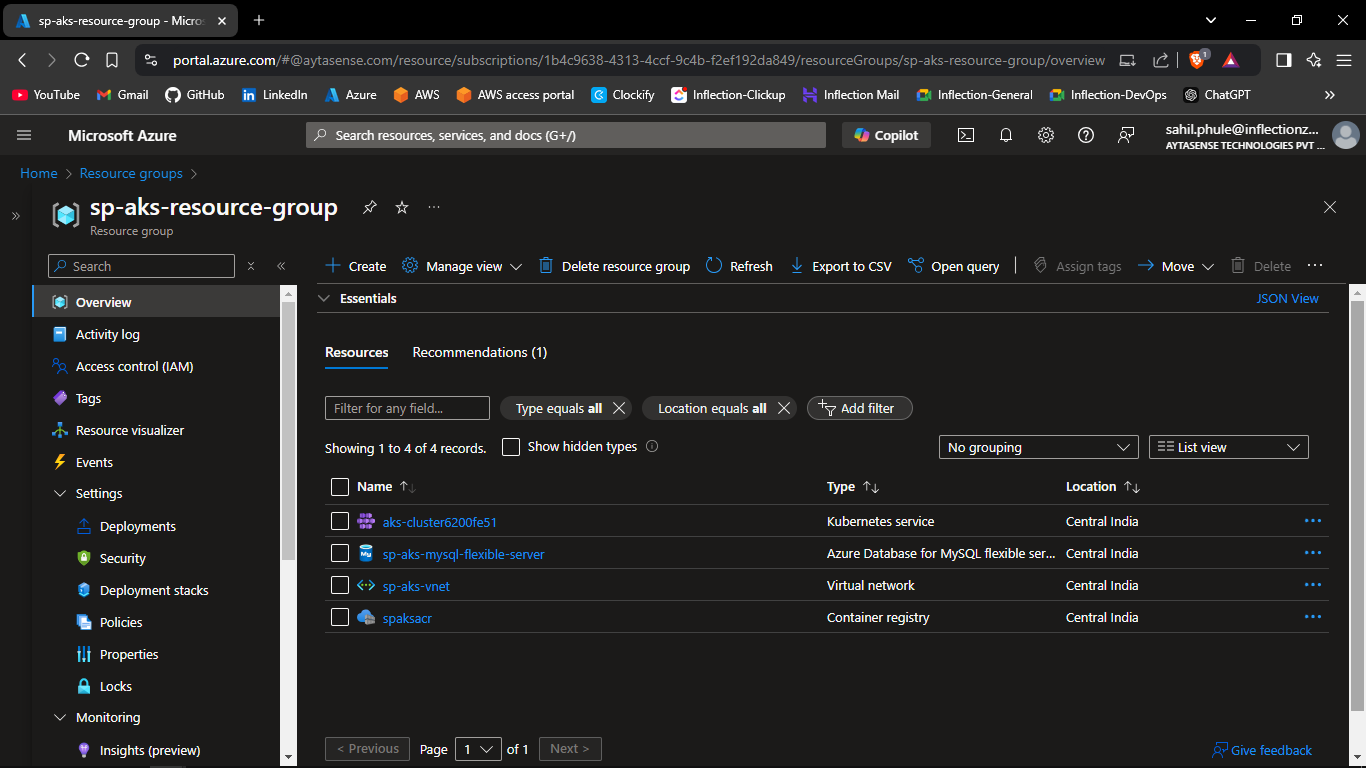 sp-aks-resource-group - Micros
portal.azure.com/#@aytasense.com/resource/subscriptions/1b4c9638-4313-4ccf-9c4b-f2ef192da849/resourceGroups/sp-aks-resource-group/overview
1
YouTube Gmail GitHub LinkedIn Azure AWS AWS access portal Clockify Inflection-Clickup Inflection Mail Inflection-General Inflection-DevOps ChatGPT »
Microsoft Azure
Search resources, services, and docs (G+/)
Copilot
sahil.phule@inflectionz...
AYTASENSE TECHNOLOGIES PVT ...
Home > Resource groups >
sp-aks-resource-group
Resource group
Search
Overview
Activity log
Access control (IAM)
Tags
Resource visualizer
Events
Settings
Deployments
Security
Deployment stacks
Policies
Properties
Locks
Monitoring
Insights (preview)
Create Manage view Delete resource group Refresh Export to CSV Open query Assign tags Move Delete ...
Essentials JSON View
Resources Recommendations (1)
Filter for any field... Type equals all Location equals all Add filter
Showing 1 to 4 of 4 records. Show hidden types No grouping List view
Name Type Location
aks-cluster6200fe51 Kubernetes service Central India
sp-aks-mysql-flexible-server Azure Database for MySQL flexible ser... Central India
sp-aks-vnet Virtual network Central India
spaksacr Container registry Central India
< Previous Page 1 of 1 Next >
Give feedback